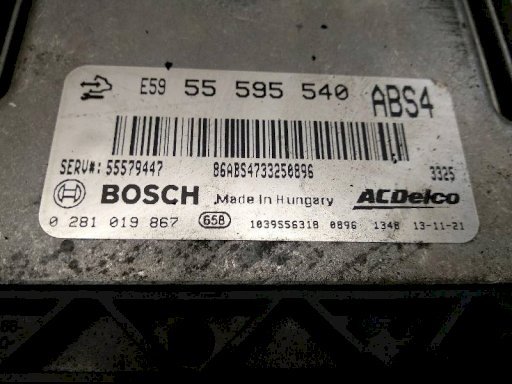 E59 55 595 540 ABS4
SERV#: 55579447 86ABS4733250896 3325
BOSCH Made in Hungary ACDelco
0 281 019 867 65B 1039S56318 0896 1348 13-11-21